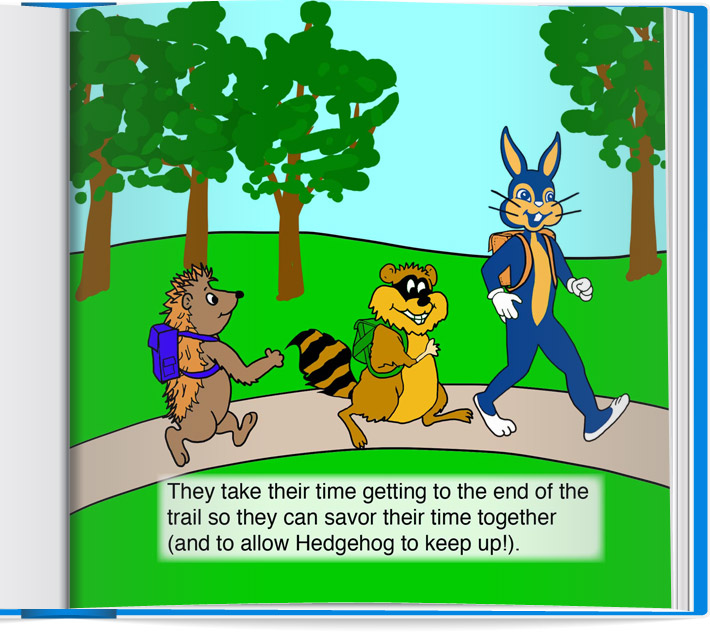 They take their time getting to the end of the
trail so they can savor their time together
(and to allow Hedgehog to keep up!).